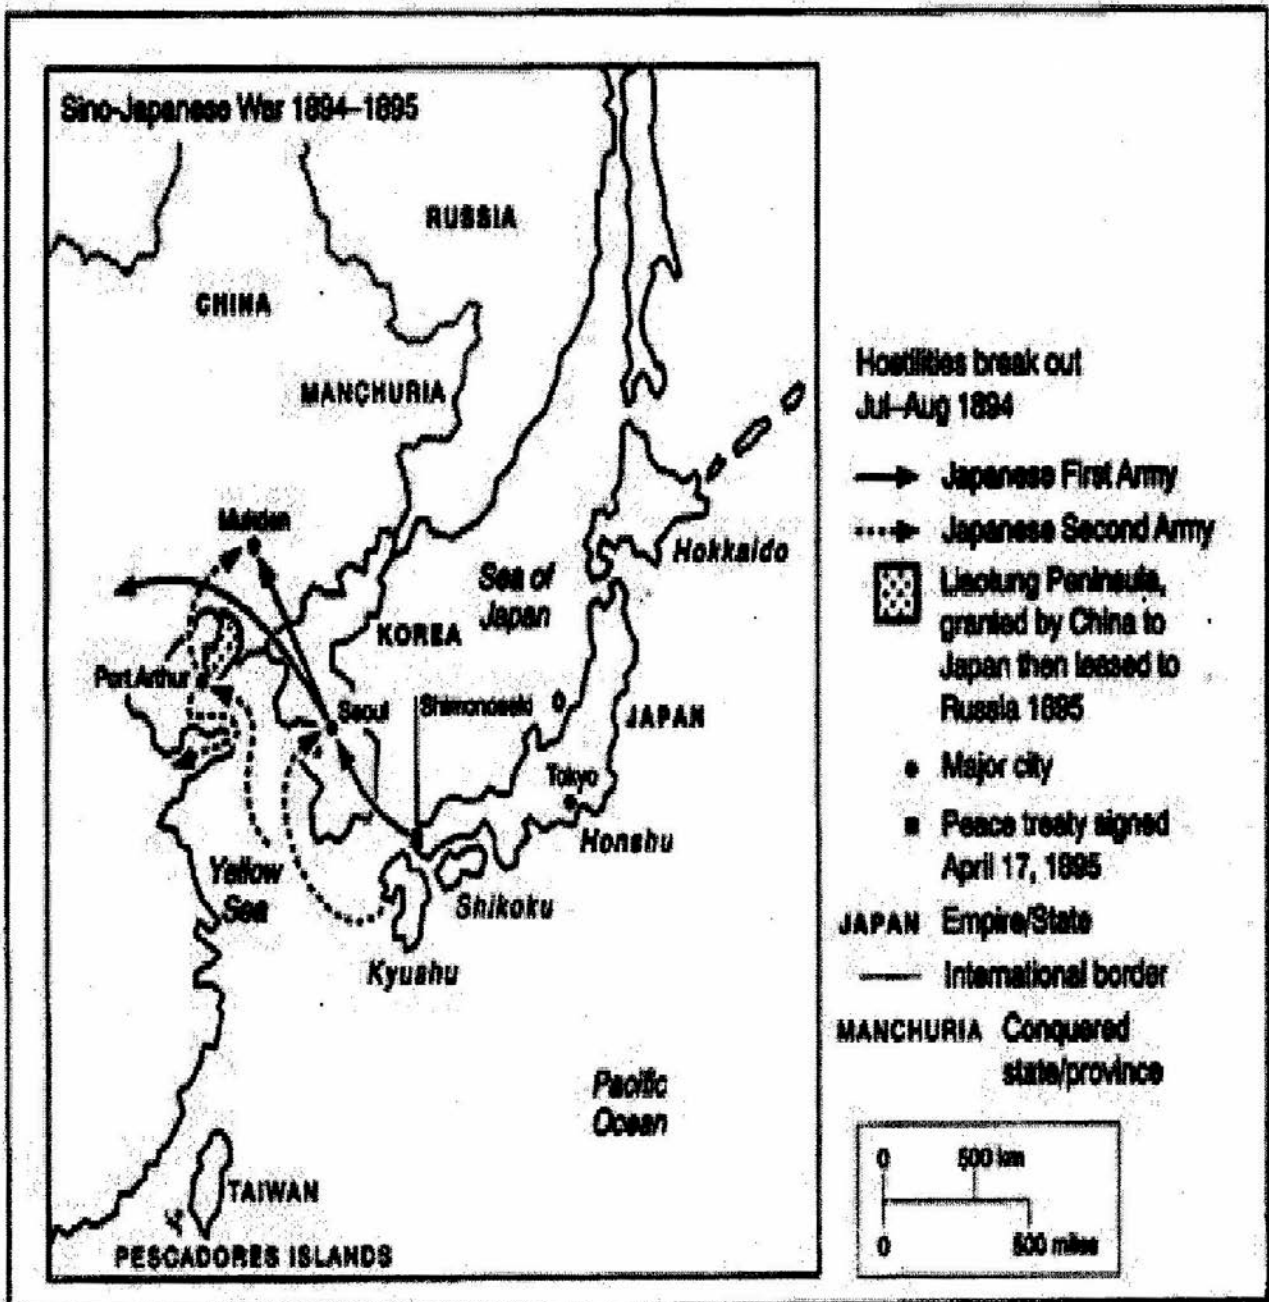 Sino-Japanese War 1894–1895
RUSSIA
CHINA
MANCHURIA
Mukden
Hokkaido
Sea of
Japan
KOREA
Port Arthur
Seoul
Shimonoseki
JAPAN
Tokyo
Honshu
Yellow
Sea
Shikoku
Kyushu
Pacific
Ocean
TAIWAN
PESCADORES ISLANDS
Hostilities break out
Jul–Aug 1894
Japanese First Army
Japanese Second Army
Liaotung Peninsula,
granted by China to
Japan then leased to
Russia 1895
Major city
Peace treaty signed
April 17, 1895
JAPAN Empire/State
International border
MANCHURIA Conquered
state/province
0 500 km
0 500 miles